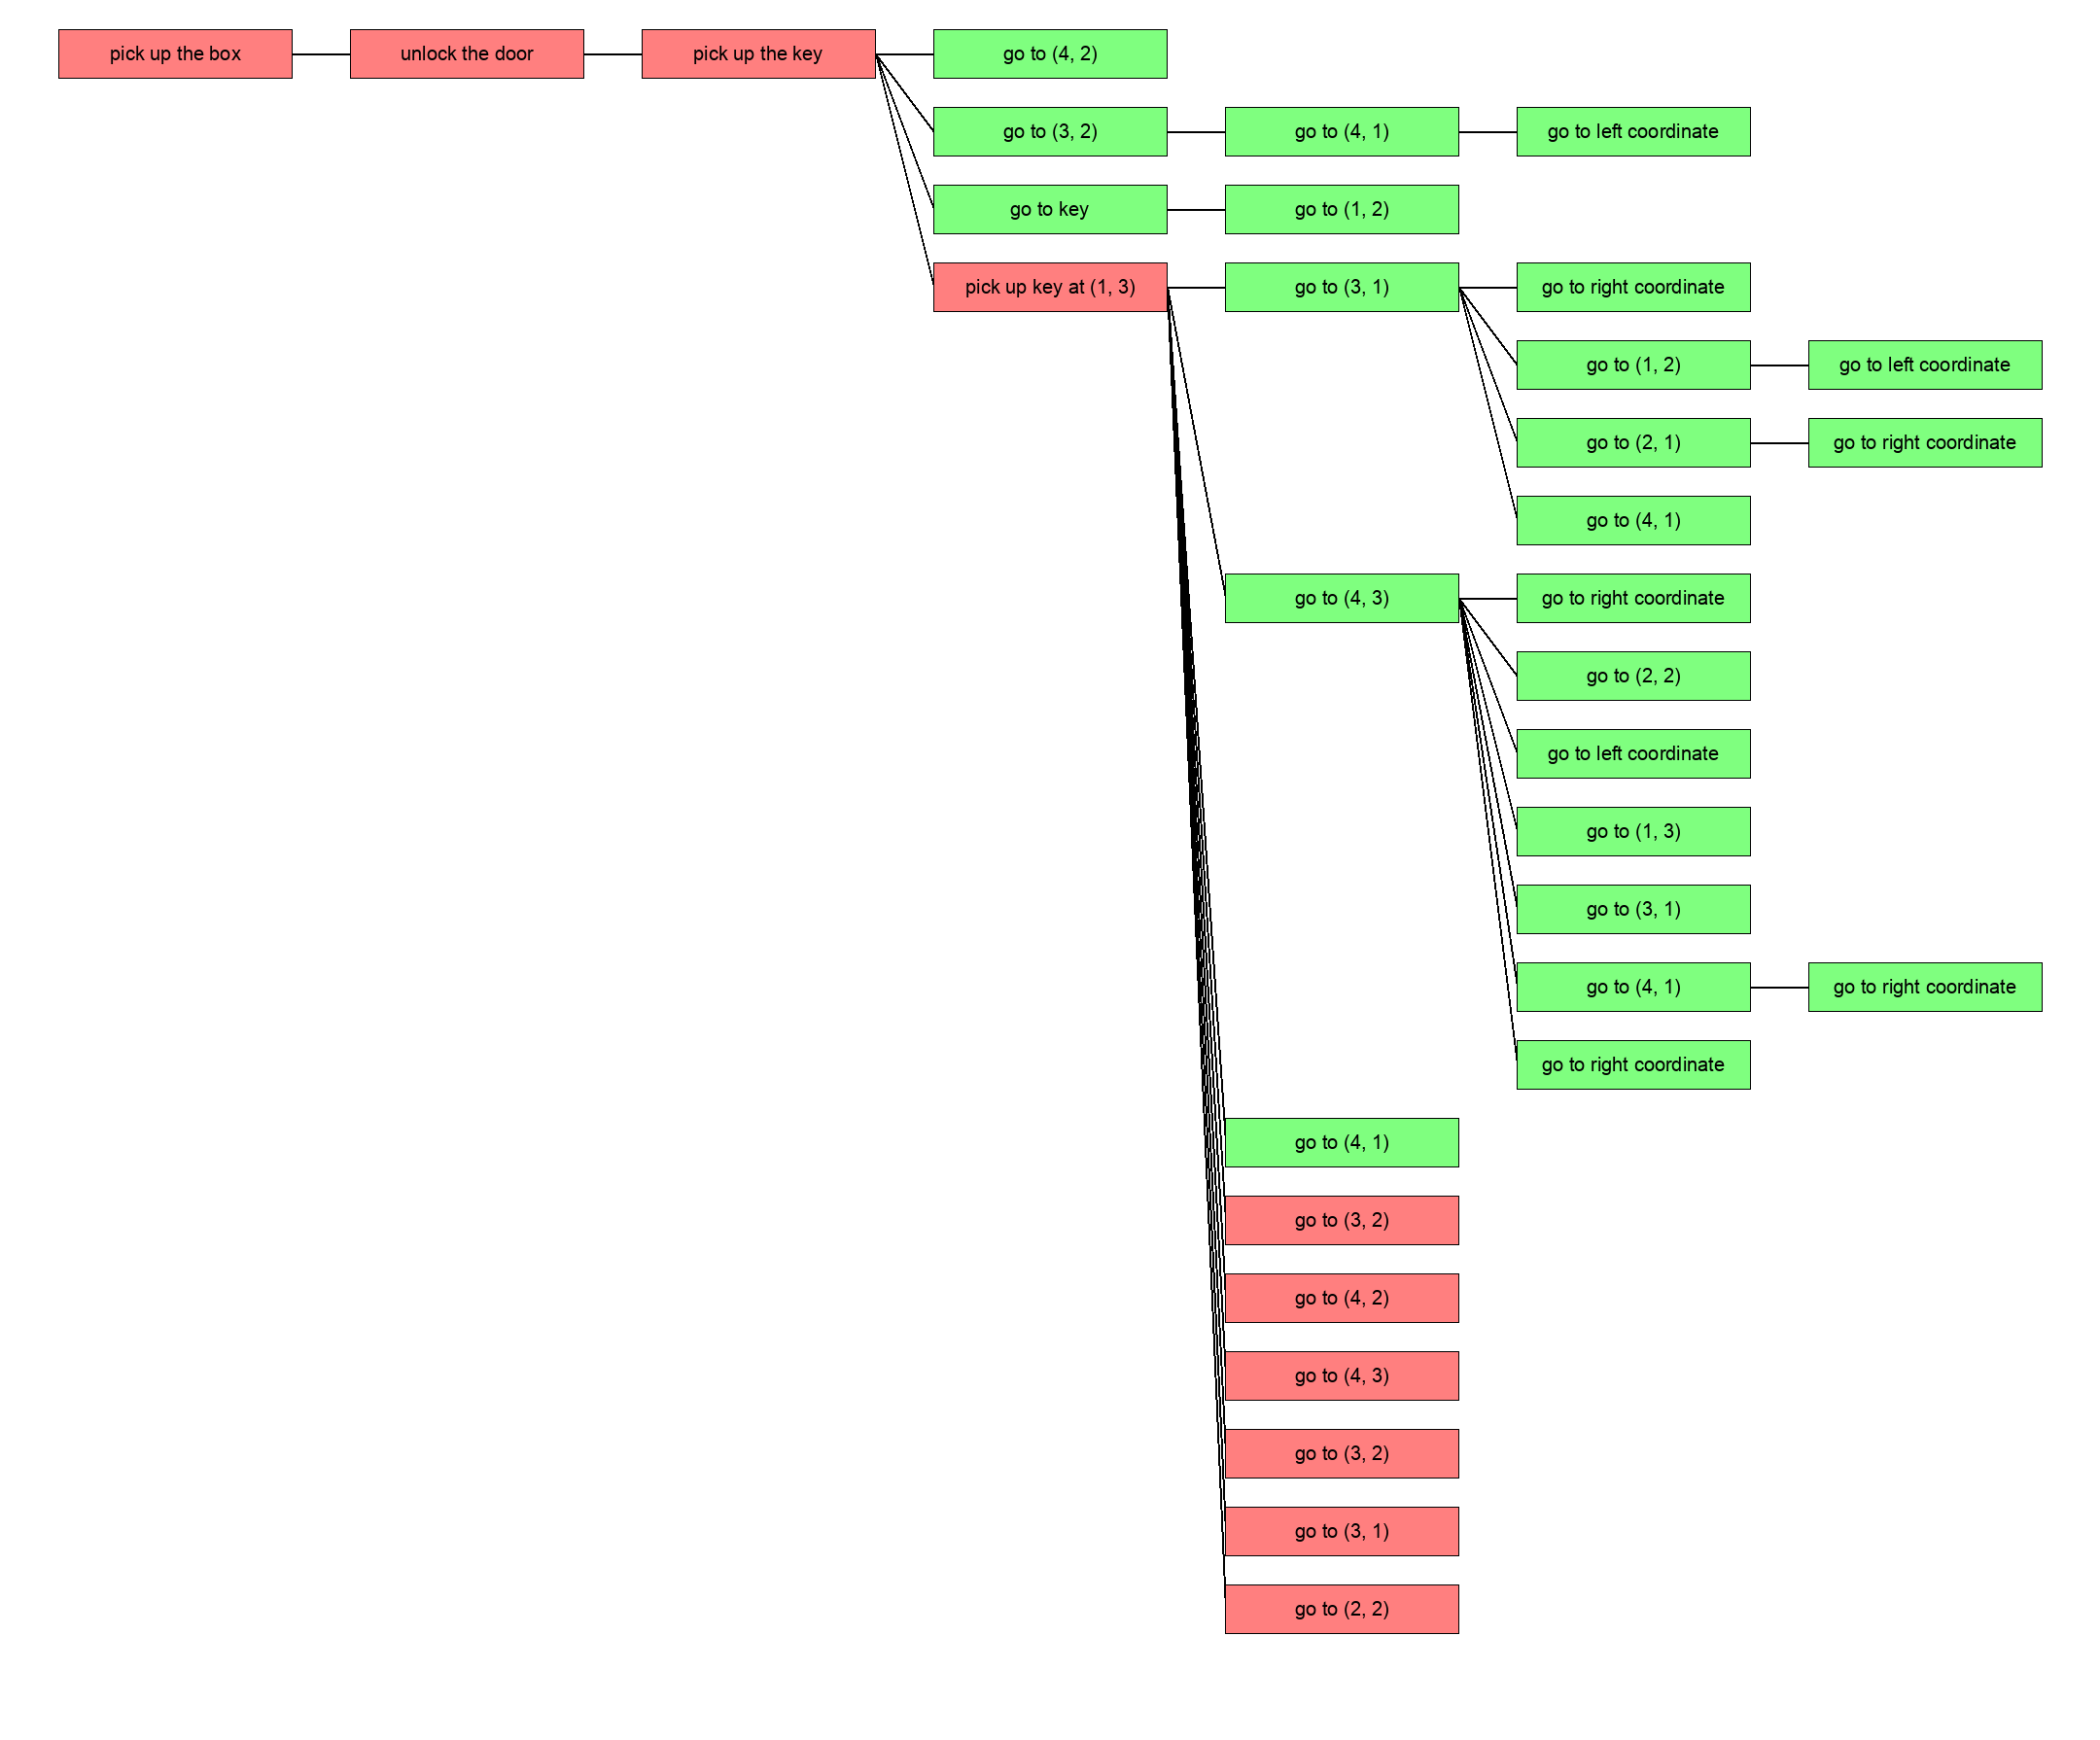 pick up the box
unlock the door
pick up the key
go to (4, 2)
go to (3, 2)
go to (4, 1)
go to left coordinate
go to key
go to (1, 2)
pick up key at (1, 3)
go to (3, 1)
go to right coordinate
go to (1, 2)
go to left coordinate
go to (2, 1)
go to right coordinate
go to (4, 1)
go to (4, 3)
go to right coordinate
go to (2, 2)
go to left coordinate
go to (1, 3)
go to (3, 1)
go to (4, 1)
go to right coordinate
go to right coordinate
go to (4, 1)
go to (3, 2)
go to (4, 2)
go to (4, 3)
go to (3, 2)
go to (3, 1)
go to (2, 2)